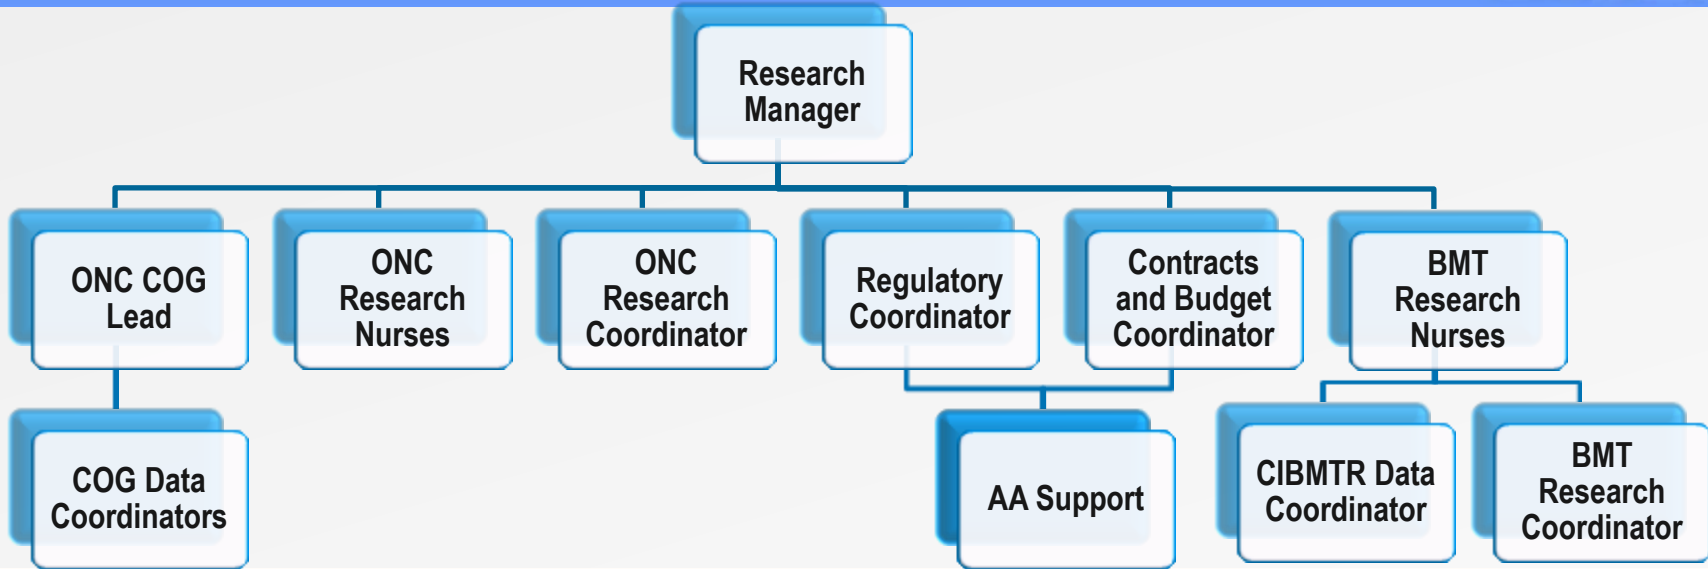 Research
Manager
ONC COG
Lead
ONC
Research
Nurses
ONC
Research
Coordinator
Regulatory
Coordinator
Contracts
and Budget
Coordinator
BMT
Research
Nurses
COG Data
Coordinators
AA Support
CIBMTR Data
Coordinator
BMT
Research
Coordinator